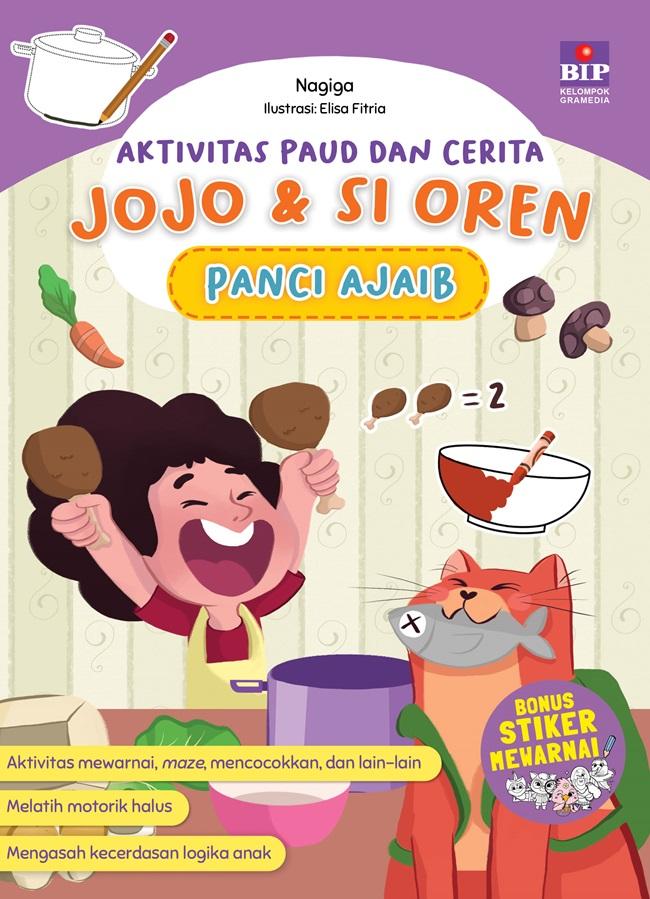 Nagiga
Ilustrasi: Elisa Fitria
BIP
KELOMPOK
GRAMEDIA
AKTIVITAS PAUD DAN CERITA
JOJO & SI OREN
PANCI AJAIB
= 2
BONUS
STIKER
MEWARNAI
Aktivitas mewarnai, maze, mencocokkan, dan lain-lain
Melatih motorik halus
Mengasah kecerdasan logika anak